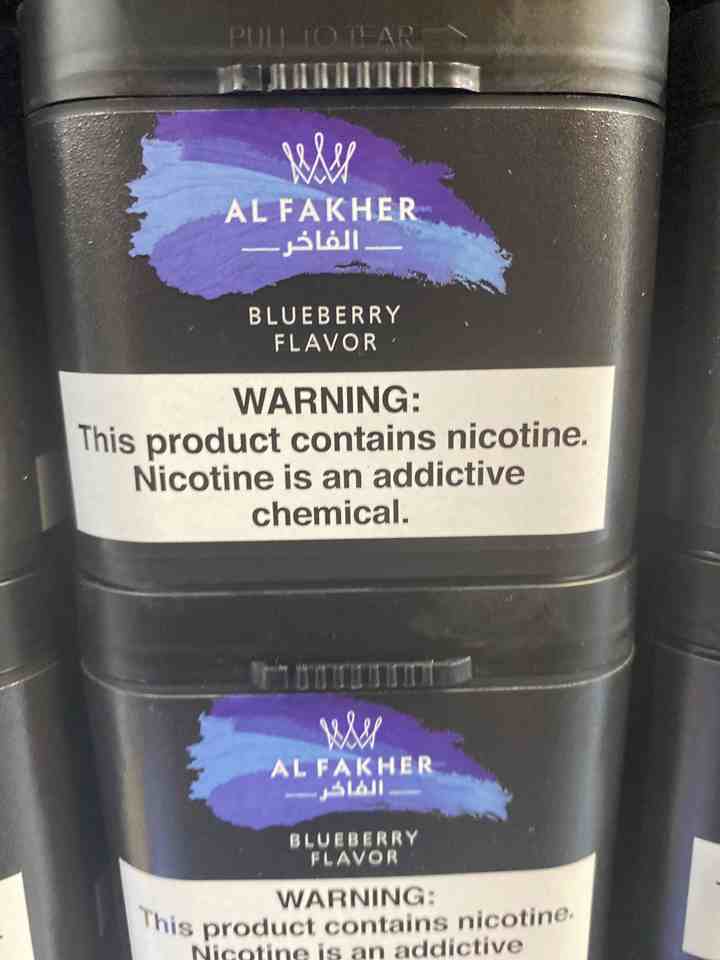 PULL TO TEAR
AL FAKHER
الفاخر
BLUEBERRY
FLAVOR
WARNING:
This product contains nicotine.
Nicotine is an addictive
chemical.
AL FAKHER
الفاخر
BLUEBERRY
FLAVOR
WARNING:
This product contains nicotine.
Nicotine is an addictive